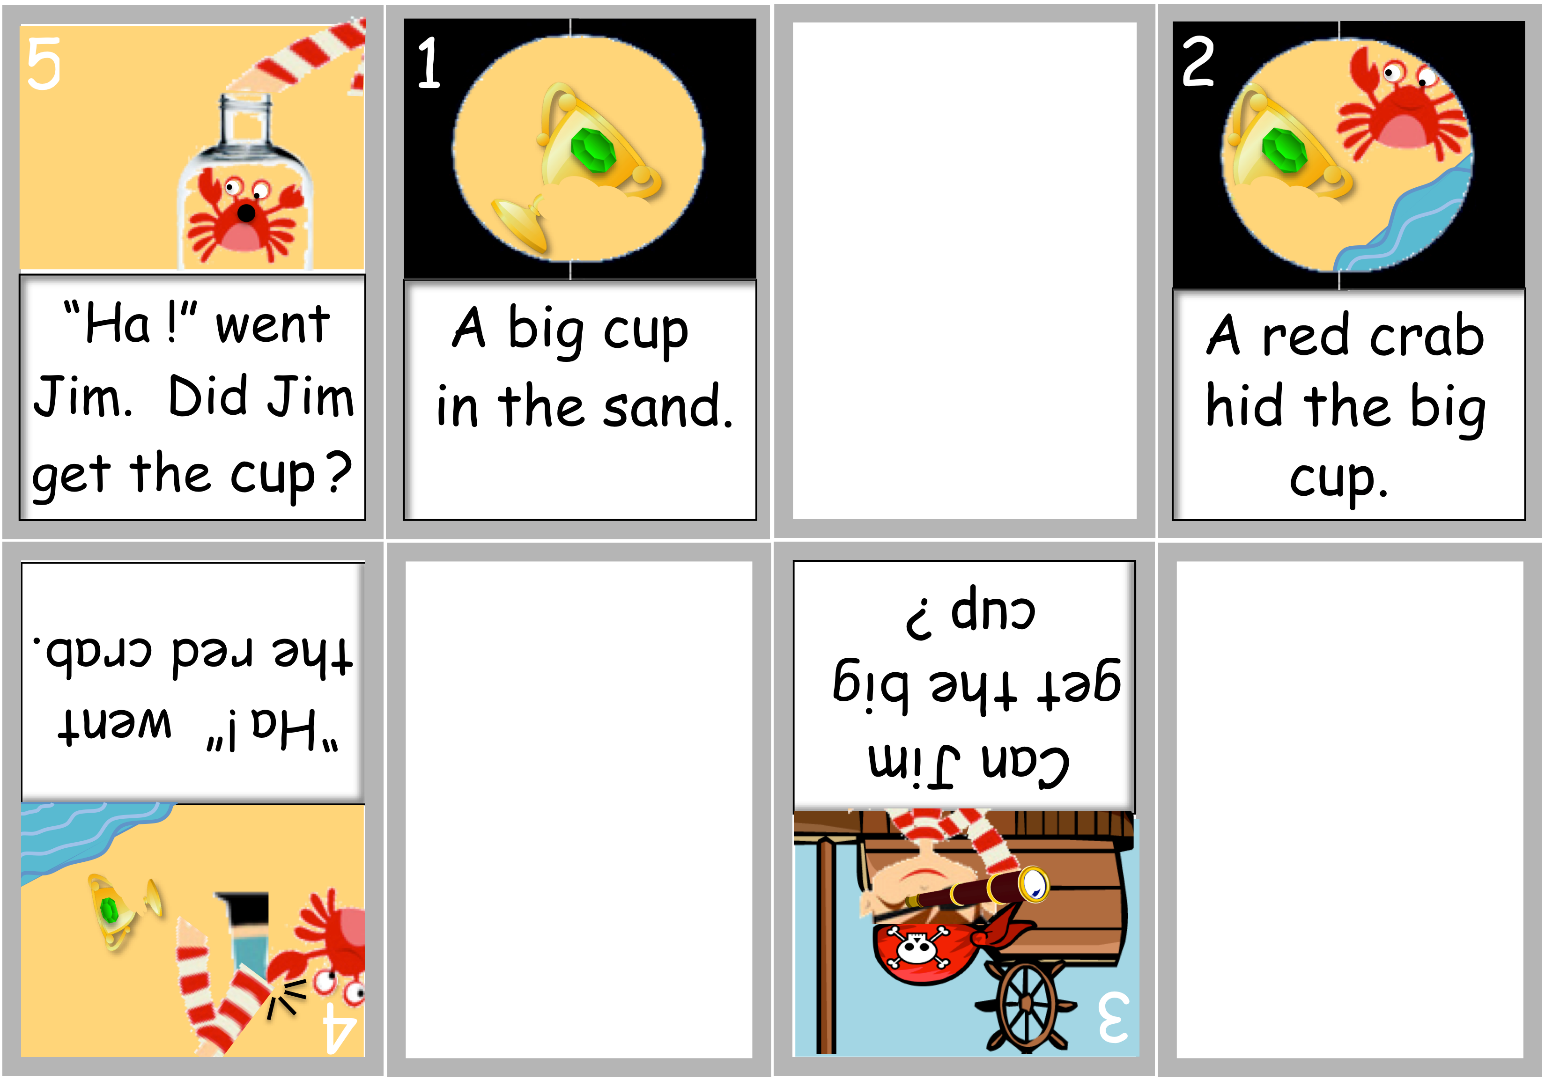 5
“Ha !” went
Jim. Did Jim
get the cup ?
1
A big cup
in the sand.
2
A red crab
hid the big
cup.
3
Can Jim
get the big
cup ?
4
“Ha !” went
the red crab.